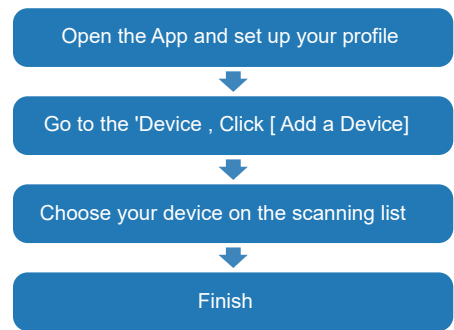 Open the App and set up your profile
Go to the 'Device , Click [ Add a Device]
Choose your device on the scanning list
Finish